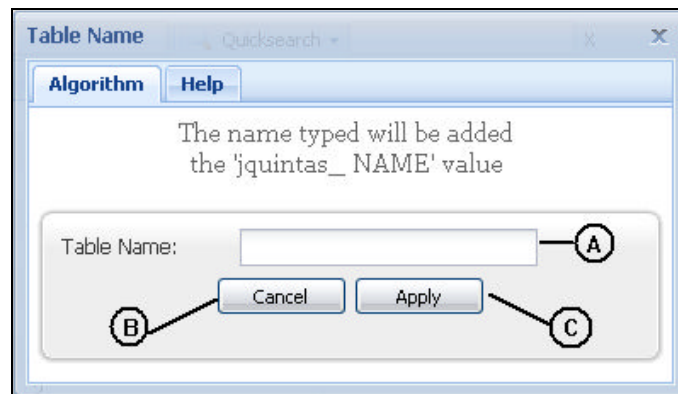 Table Name
Quicksearch
X
x
Algorithm Help
The name typed will be added
the 'jquintas_ NAME' value
Table Name:
A
Cancel Apply
B
C